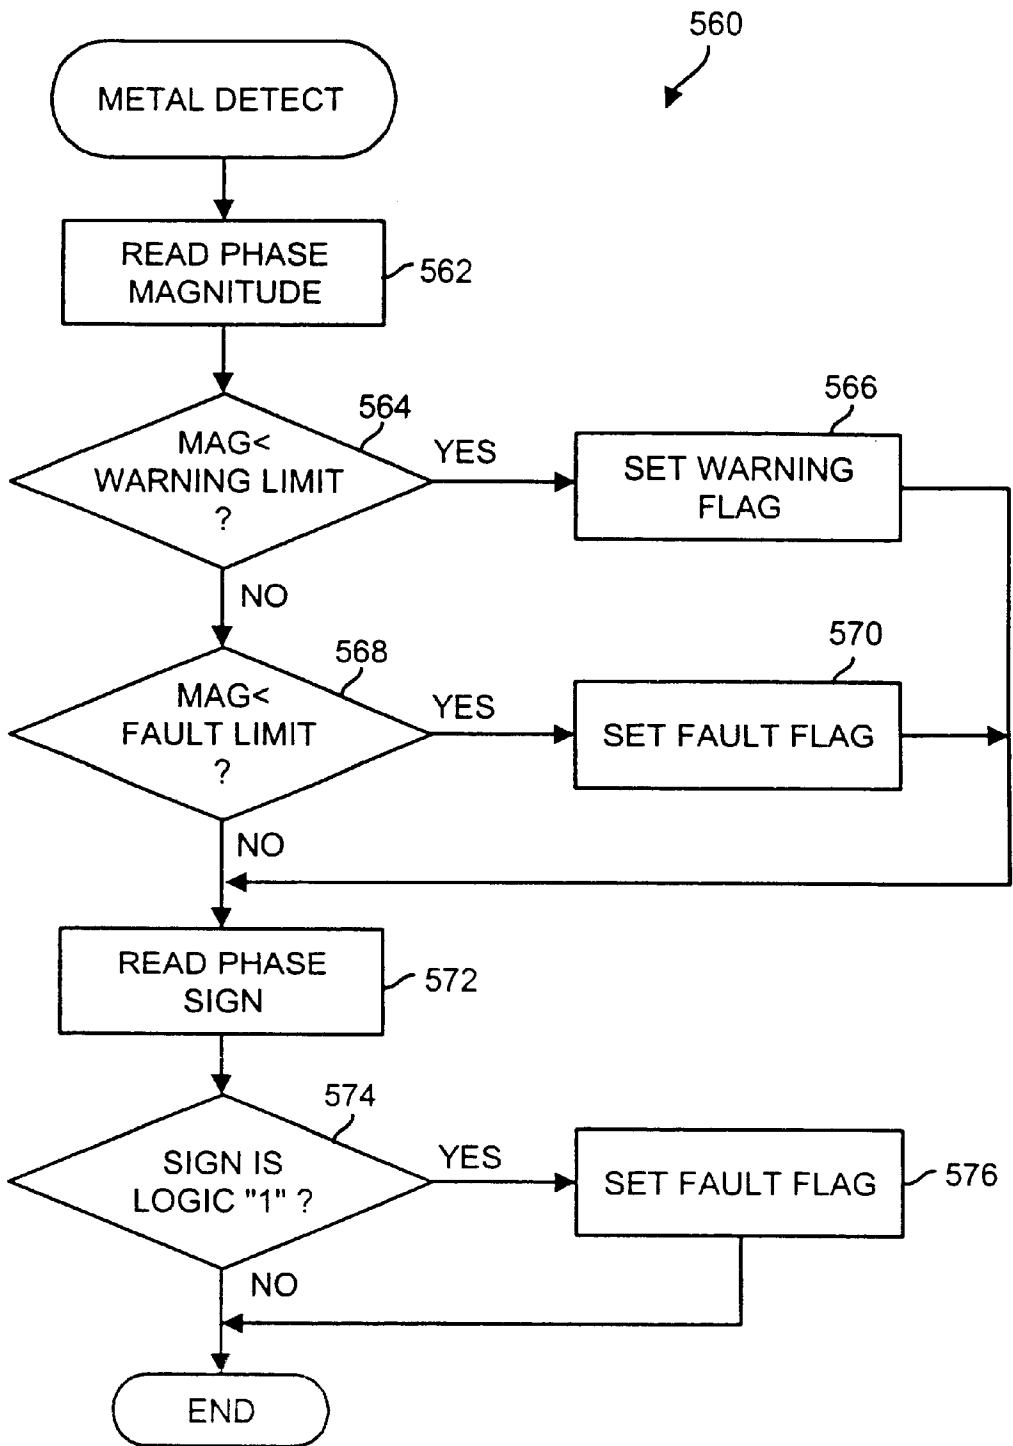 560
METAL DETECT
READ PHASE
MAGNITUDE
562
MAG<
WARNING LIMIT
?
564
YES
566
SET WARNING
FLAG
NO
MAG<
FAULT LIMIT
?
568
YES
570
SET FAULT FLAG
NO
READ PHASE
SIGN
572
574
SIGN IS
LOGIC "1" ?
YES
SET FAULT FLAG
576
NO
END